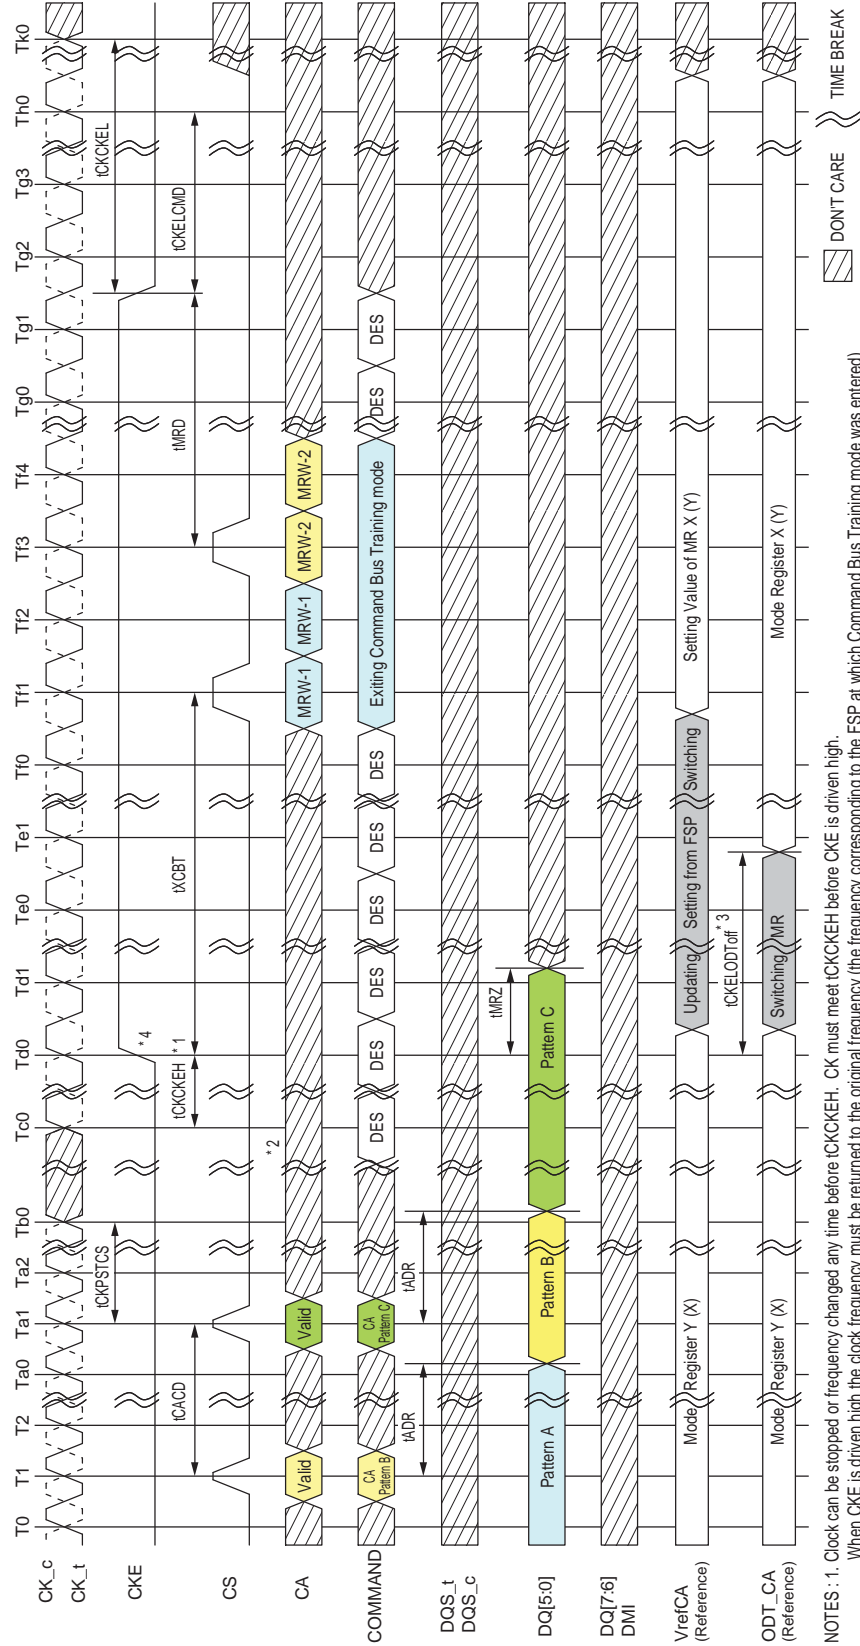 T0 T1 T2 Ta0 Ta1 Ta2 Tb0 Tc0 Td0 Td1 Te0 Te1 Tf0 Tf1 Tf2 Tf3 Tf4 Tg0 Tg1 Tg2 Tg3 Th0 Tk0
CK_c
CK_t
tCKPSTCS
tCKCKEH * 1
* 4
tCKCKEL
CKE
tCACD
tXCBT
tMRD
tCKELCMD
CS
* 2
CA
Valid
Valid
MRW-1
MRW-1
MRW-2
MRW-2
COMMAND
CA
Pattern B
CA
Pattern C
DES
DES
DES
DES
DES
DES
Exiting Command Bus Training mode
DES
DES
tADR
tADR
DQS_t
DQS_c
tMRZ
DQ[5:0]
Pattern A
Pattern B
Pattern C
DQ[7:6]
DMI
VrefCA
(Reference)
Mode Register Y (X)
Updating Setting from FSP Switching
Setting Value of MR X (Y)
tCKELODToff * 3
ODT_CA
(Reference)
Mode Register Y (X)
Switching MR
Mode Register X (Y)
DON'T CARE
TIME BREAK
NOTES : 1. Clock can be stopped or frequency changed any time before tCKCKEH. CK must meet tCKCKEH before CKE is driven high.
When CKE is driven high the clock frequency must be returned to the original frequency (the frequency corresponding to the FSP at which Command Bus Training mode was entered)